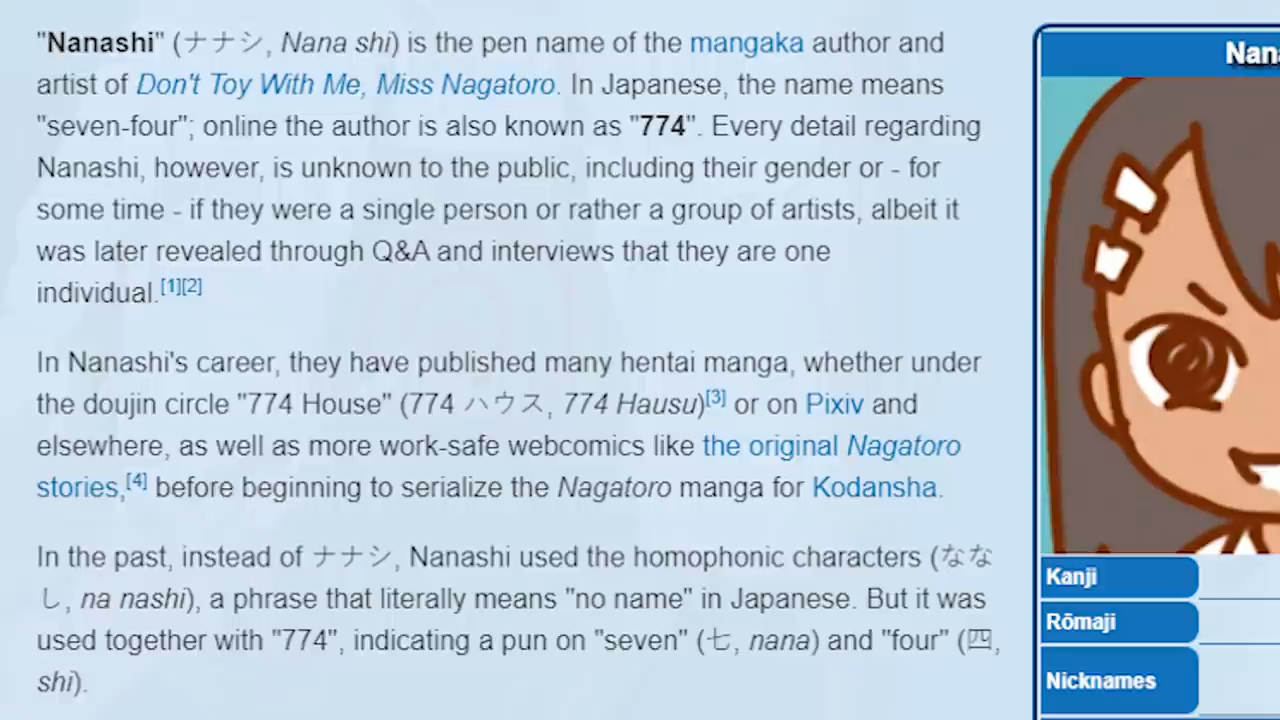 "Nanashi" (ナナシ, Nana shi) is the pen name of the mangaka author and
artist of Don't Toy With Me, Miss Nagatoro. In Japanese, the name means
"seven-four"; online the author is also known as "774". Every detail regarding
Nanashi, however, is unknown to the public, including their gender or - for
some time - if they were a single person or rather a group of artists, albeit it
was later revealed through Q&A and interviews that they are one
individual.[1][2]
In Nanashi's career, they have published many hentai manga, whether under
the doujin circle "774 House" (774 ハウス, 774 Hausu)[3] or on Pixiv and
elsewhere, as well as more work-safe webcomics like the original Nagatoro
stories,[4] before beginning to serialize the Nagatoro manga for Kodansha.
In the past, instead of ナナシ, Nanashi used the homophonic characters (なな
し, na nashi), a phrase that literally means "no name" in Japanese. But it was
used together with "774", indicating a pun on "seven" (七, nana) and "four" (四,
shi).
Nana
Kanji
Rōmaji
Nicknames